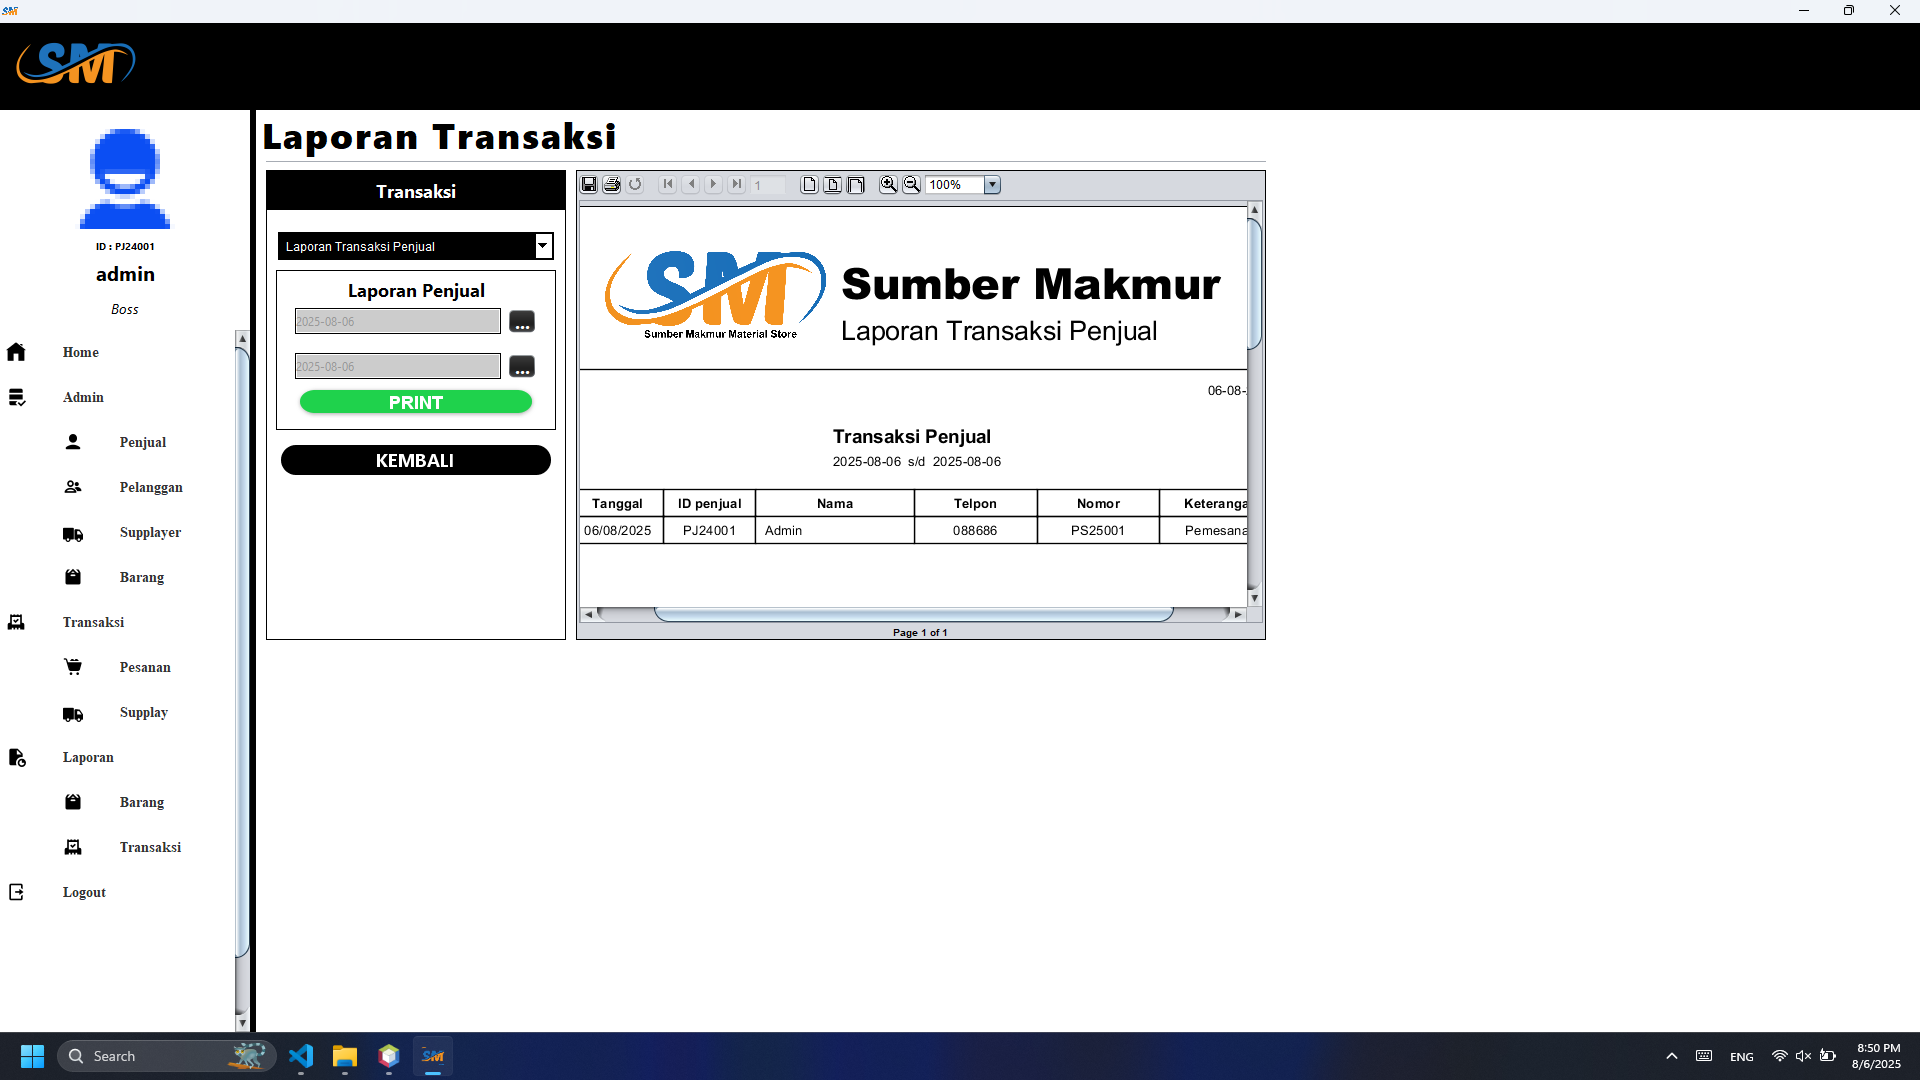 SM
SM
ID : PJ24001
admin
Boss
Home
Admin
Penjual
Pelanggan
Supplayer
Barang
Transaksi
Pesanan
Supplay
Laporan
Barang
Transaksi
Logout
Laporan Transaksi
Transaksi
Laporan Transaksi Penjual
Laporan Penjual
2025-08-06
...
2025-08-06
...
PRINT
KEMBALI
1
100%
SM
Sumber Makmur Material Store
Sumber Makmur
Laporan Transaksi Penjual
06-08-
Transaksi Penjual
2025-08-06 s/d 2025-08-06
Tanggal ID penjual Nama Telpon Nomor Keteranga
06/08/2025 PJ24001 Admin 088686 PS25001 Pemesana
Page 1 of 1
Search
SM
ENG
8:50 PM
8/6/2025